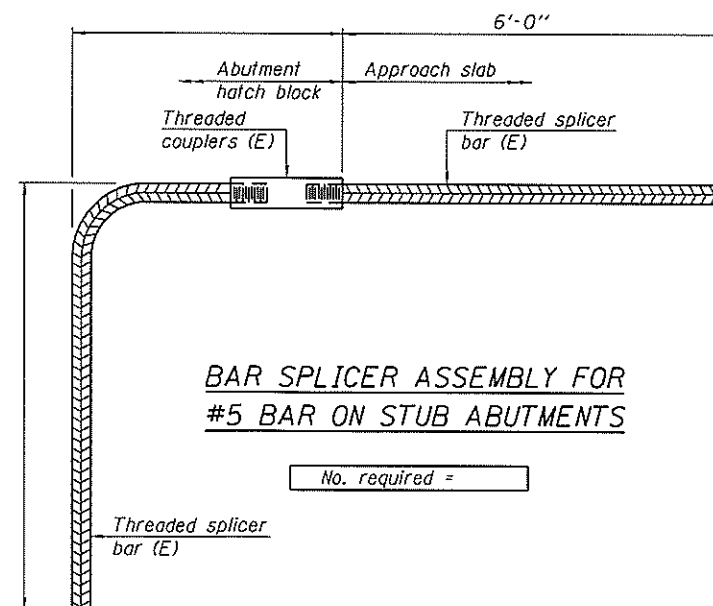 6'-0"
Abutment
hatch block
Approach slab
Threaded
couplers (E)
Threaded splicer
bar (E)
BAR SPLICER ASSEMBLY FOR
#5 BAR ON STUB ABUTMENTS
No. required =
Threaded splicer
bar (E)